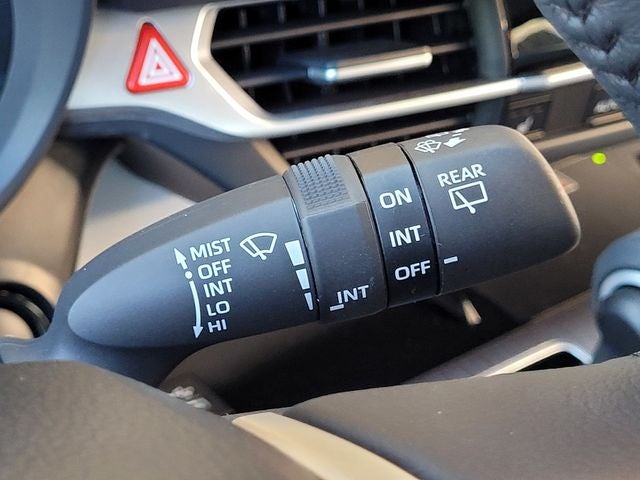 MIST
OFF
INT
LO
HI
INT
ON
INT
OFF
REAR